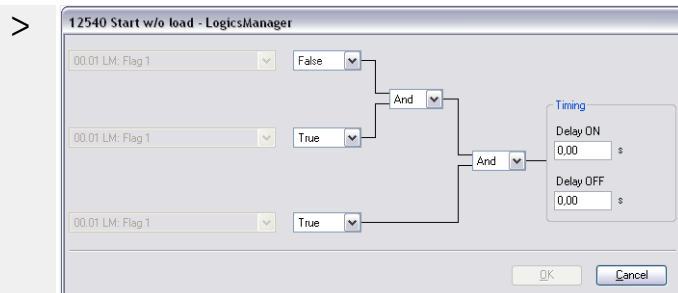 >
12540 Start w/o load - LogicsManager
00.01 LM: Flag 1
False
And
Timing
Delay ON
00.01 LM: Flag 1
True
0,00 s
And
Delay OFF
0,00 s
00.01 LM: Flag 1
True
OK
Cancel